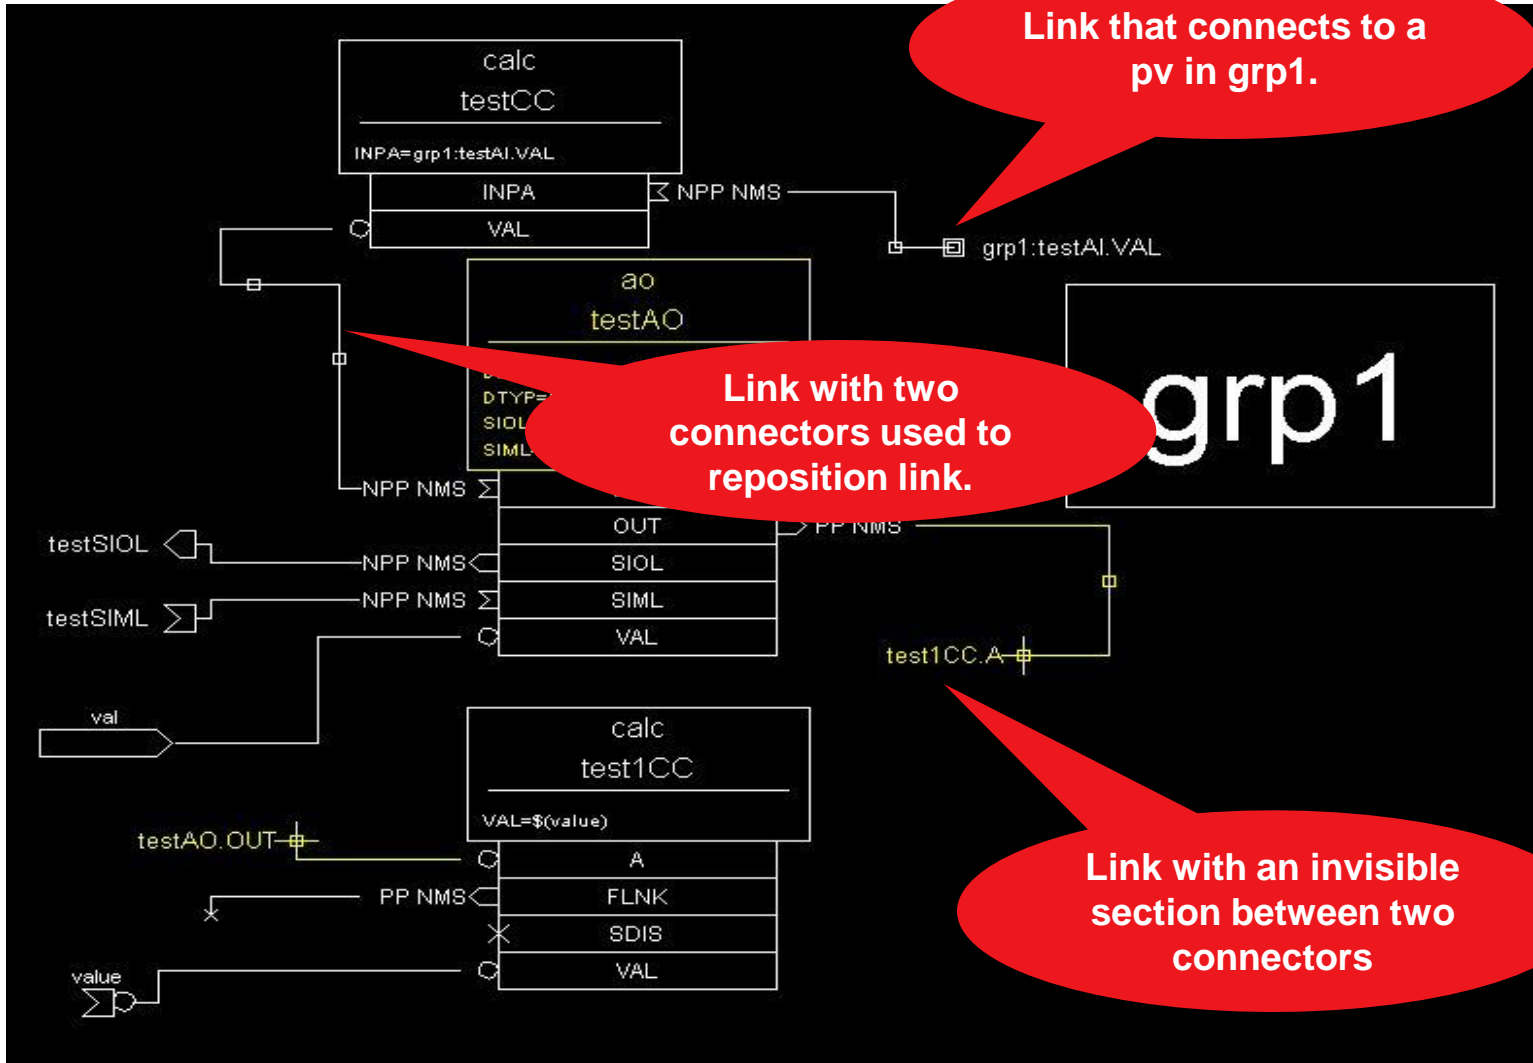 Link that connects to a
pv in grp1.
calc
testCC
INPA=grp1:testAI.VAL
INPA
NPP NMS
VAL
grp1:testAI.VAL
ao
testAO
grp1
DTYP=
SIOL
SIML
Link with two
connectors used to
reposition link.
NPP NMS
OUT
PP NMS
testSIOL
NPP NMS
SIOL
testSIML
NPP NMS
SIML
VAL
test1CC.A
val
calc
test1CC
VAL=$(value)
testAO.OUT
A
PP NMS
FLNK
SDIS
value
VAL
Link with an invisible
section between two
connectors